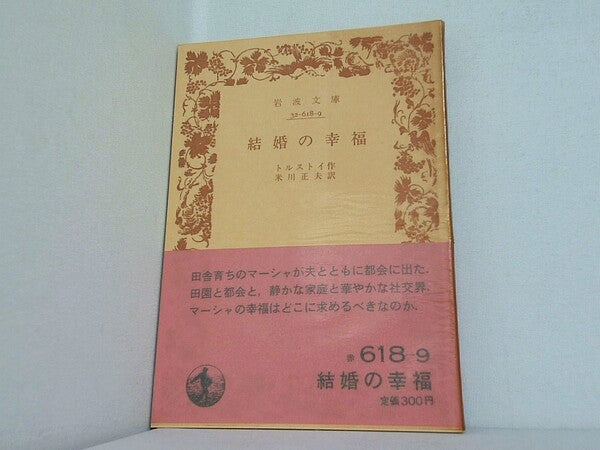 岩波文庫
32-618-9
結婚の幸福
トルストイ作
米川正夫訳
田舎育ちのマーシャが夫とともに都会に出た.
田園と都会と, 静かな家庭と華やかな社交界.
マーシャの幸福はどこに求めるべきなのか.
赤 618-9
結婚の幸福
定価300円